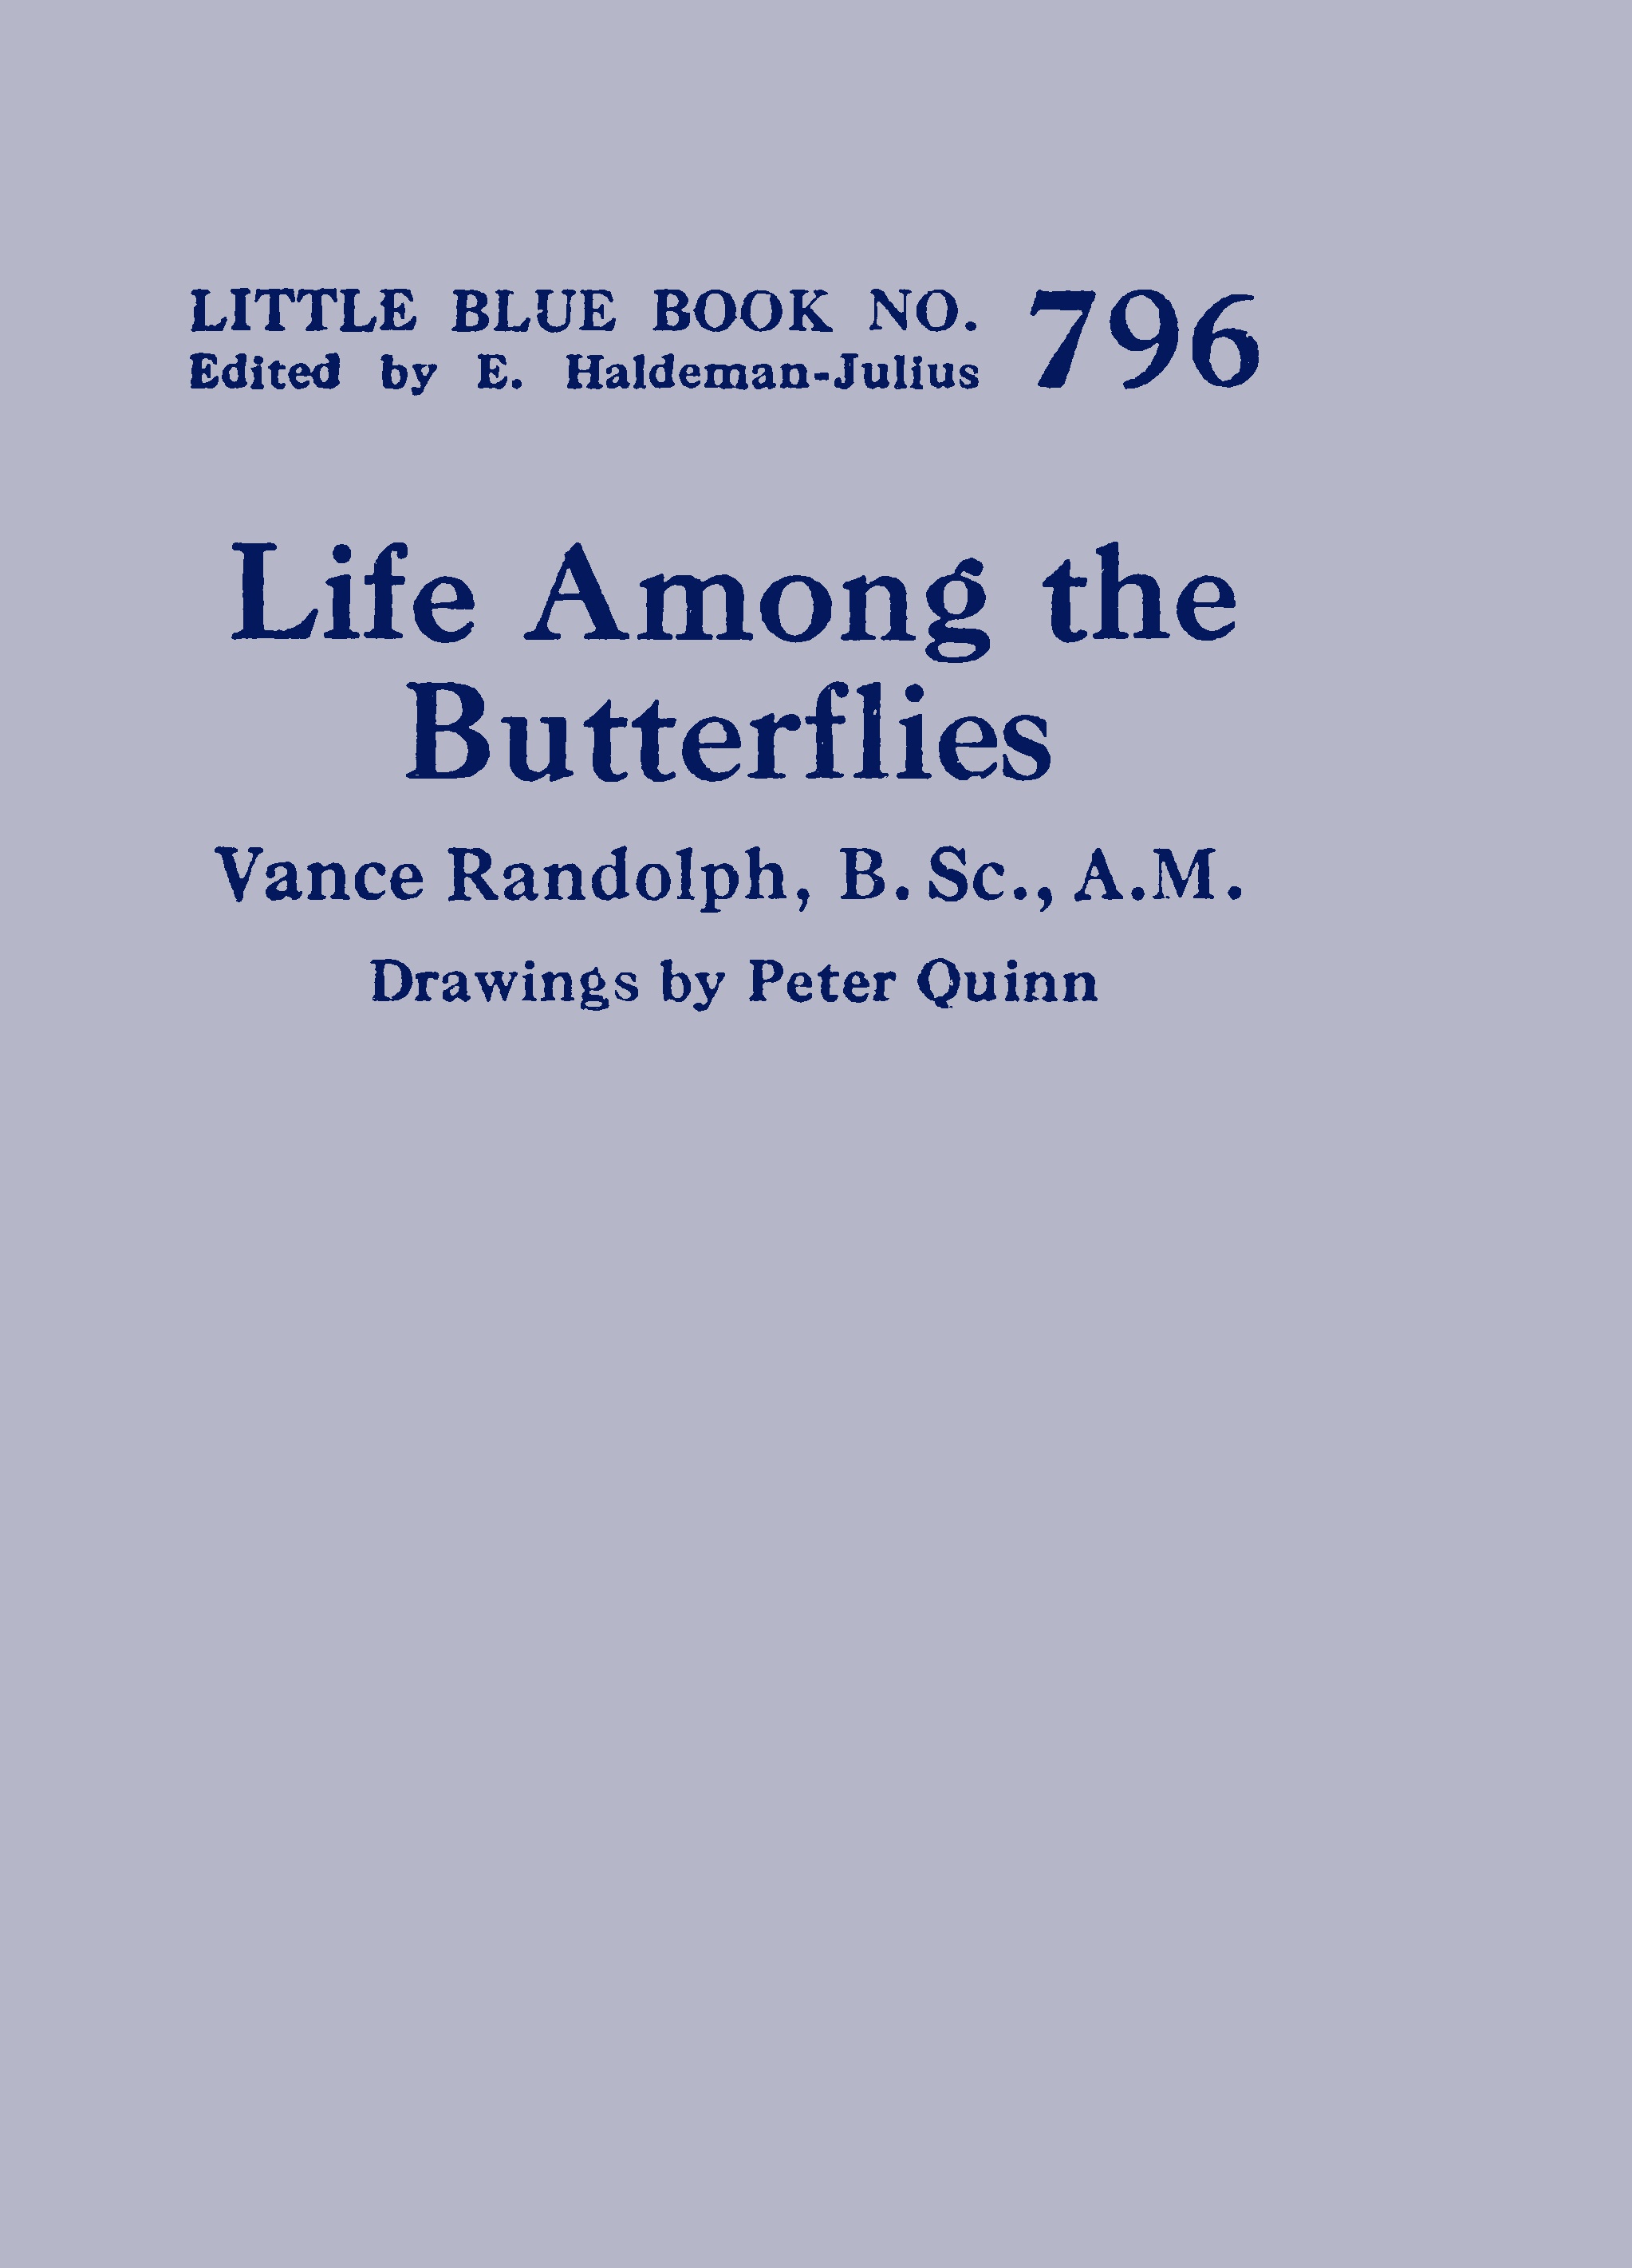 LITTLE BLUE BOOK NO. 796
Edited by E. Haldeman-Julius
Life Among the
Butterflies
Vance Randolph, B. Sc., A.M.
Drawings by Peter Quinn